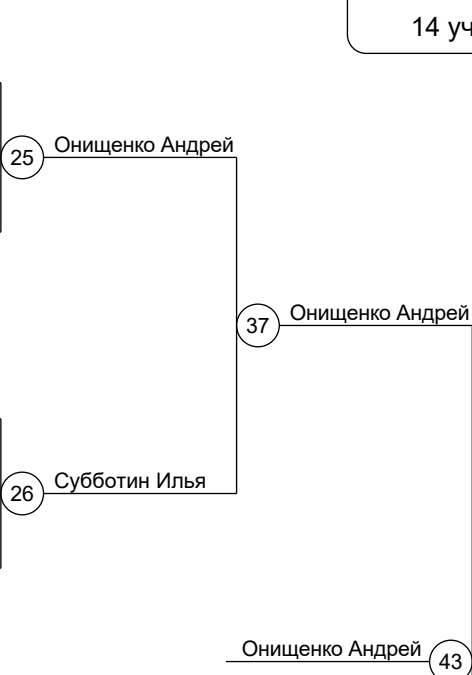 14 уч
Онищенко Андрей
25
Онищенко Андрей
37
Субботин Илья
26
Онищенко Андрей
43